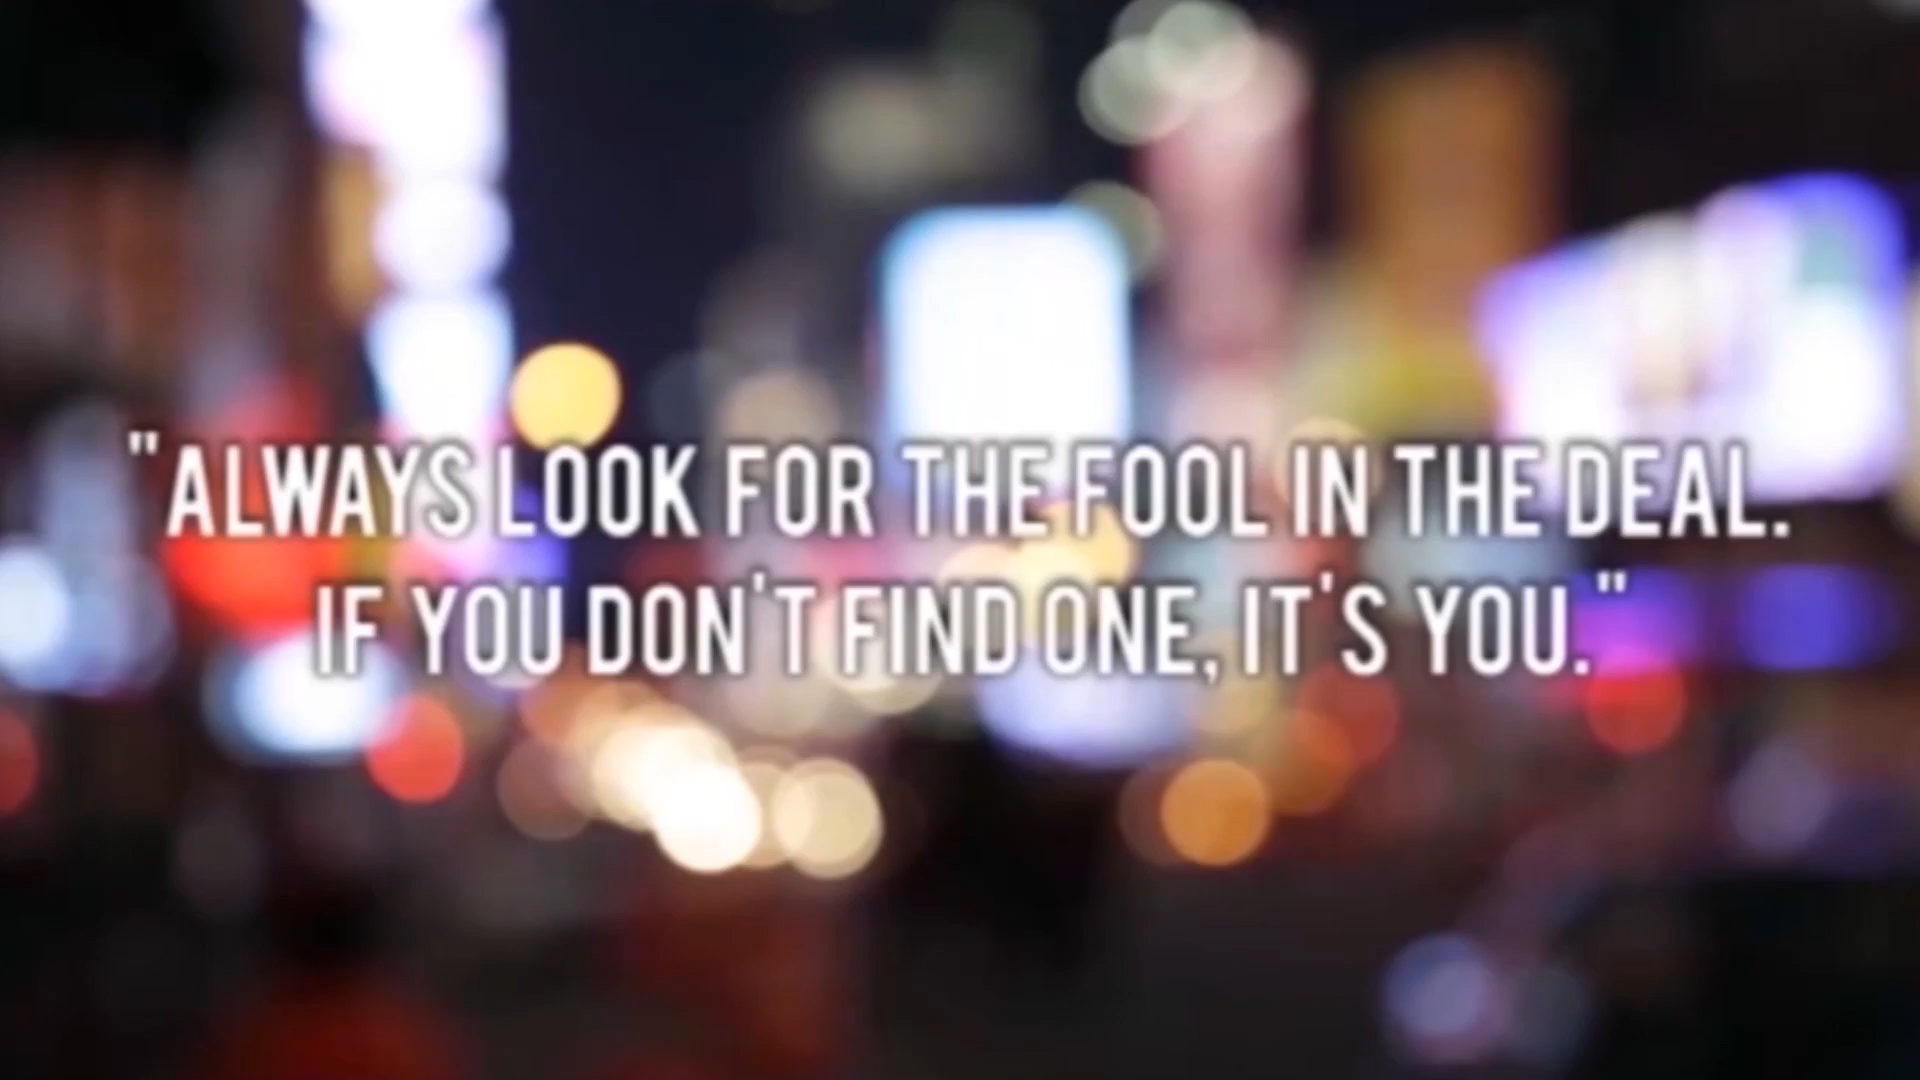 "ALWAYS LOOK FOR THE FOOL IN THE DEAL.
IF YOU DON'T FIND ONE, IT'S YOU."